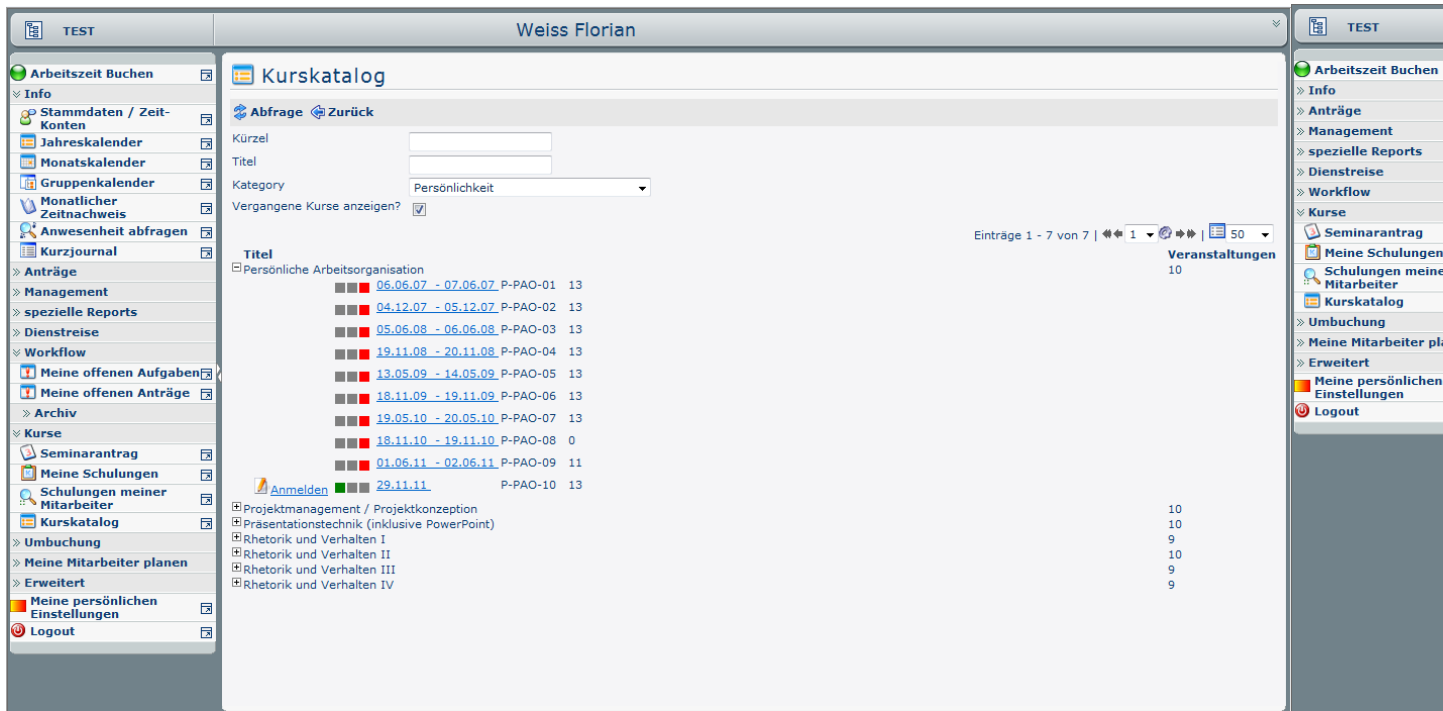 TEST
Weiss Florian
Arbeitszeit Buchen
Info
Stammdaten / Zeit-
Konten
Jahreskalender
Monatskalender
Gruppenkalender
Monatlicher
Zeitnachweis
Anwesenheit abfragen
Kurzjournal
Anträge
Management
spezielle Reports
Dienstreise
Workflow
Meine offenen Aufgaben
Meine offenen Anträge
Archiv
Kurse
Seminarantrag
Meine Schulungen
Schulungen meiner
Mitarbeiter
Kurskatalog
Umbuchung
Meine Mitarbeiter planen
Erweitert
Meine persönlichen
Einstellungen
Logout
Kurskatalog
Abfrage Zurück
Kürzel
Titel
Kategory Persönlichkeit
Vergangene Kurse anzeigen?
Einträge 1 - 7 von 7 | 1 | 50
Titel Veranstaltungen
Persönliche Arbeitsorganisation 10
06.06.07 - 07.06.07 P-PAO-01 13
04.12.07 - 05.12.07 P-PAO-02 13
05.06.08 - 06.06.08 P-PAO-03 13
19.11.08 - 20.11.08 P-PAO-04 13
13.05.09 - 14.05.09 P-PAO-05 13
18.11.09 - 19.11.09 P-PAO-06 13
19.05.10 - 20.05.10 P-PAO-07 13
18.11.10 - 19.11.10 P-PAO-08 0
01.06.11 - 02.06.11 P-PAO-09 11
Anmelden 29.11.11 P-PAO-10 13
Projektmanagement / Projektkonzeption 10
Präsentationstechnik (inklusive PowerPoint) 10
Rhetorik und Verhalten I 9
Rhetorik und Verhalten II 10
Rhetorik und Verhalten III 9
Rhetorik und Verhalten IV 9
TEST
Arbeitszeit Buchen
Info
Anträge
Management
spezielle Reports
Dienstreise
Workflow
Kurse
Seminarantrag
Meine Schulungen
Schulungen meine
Mitarbeiter
Kurskatalog
Umbuchung
Meine Mitarbeiter pla
Erweitert
Meine persönlichen
Einstellungen
Logout